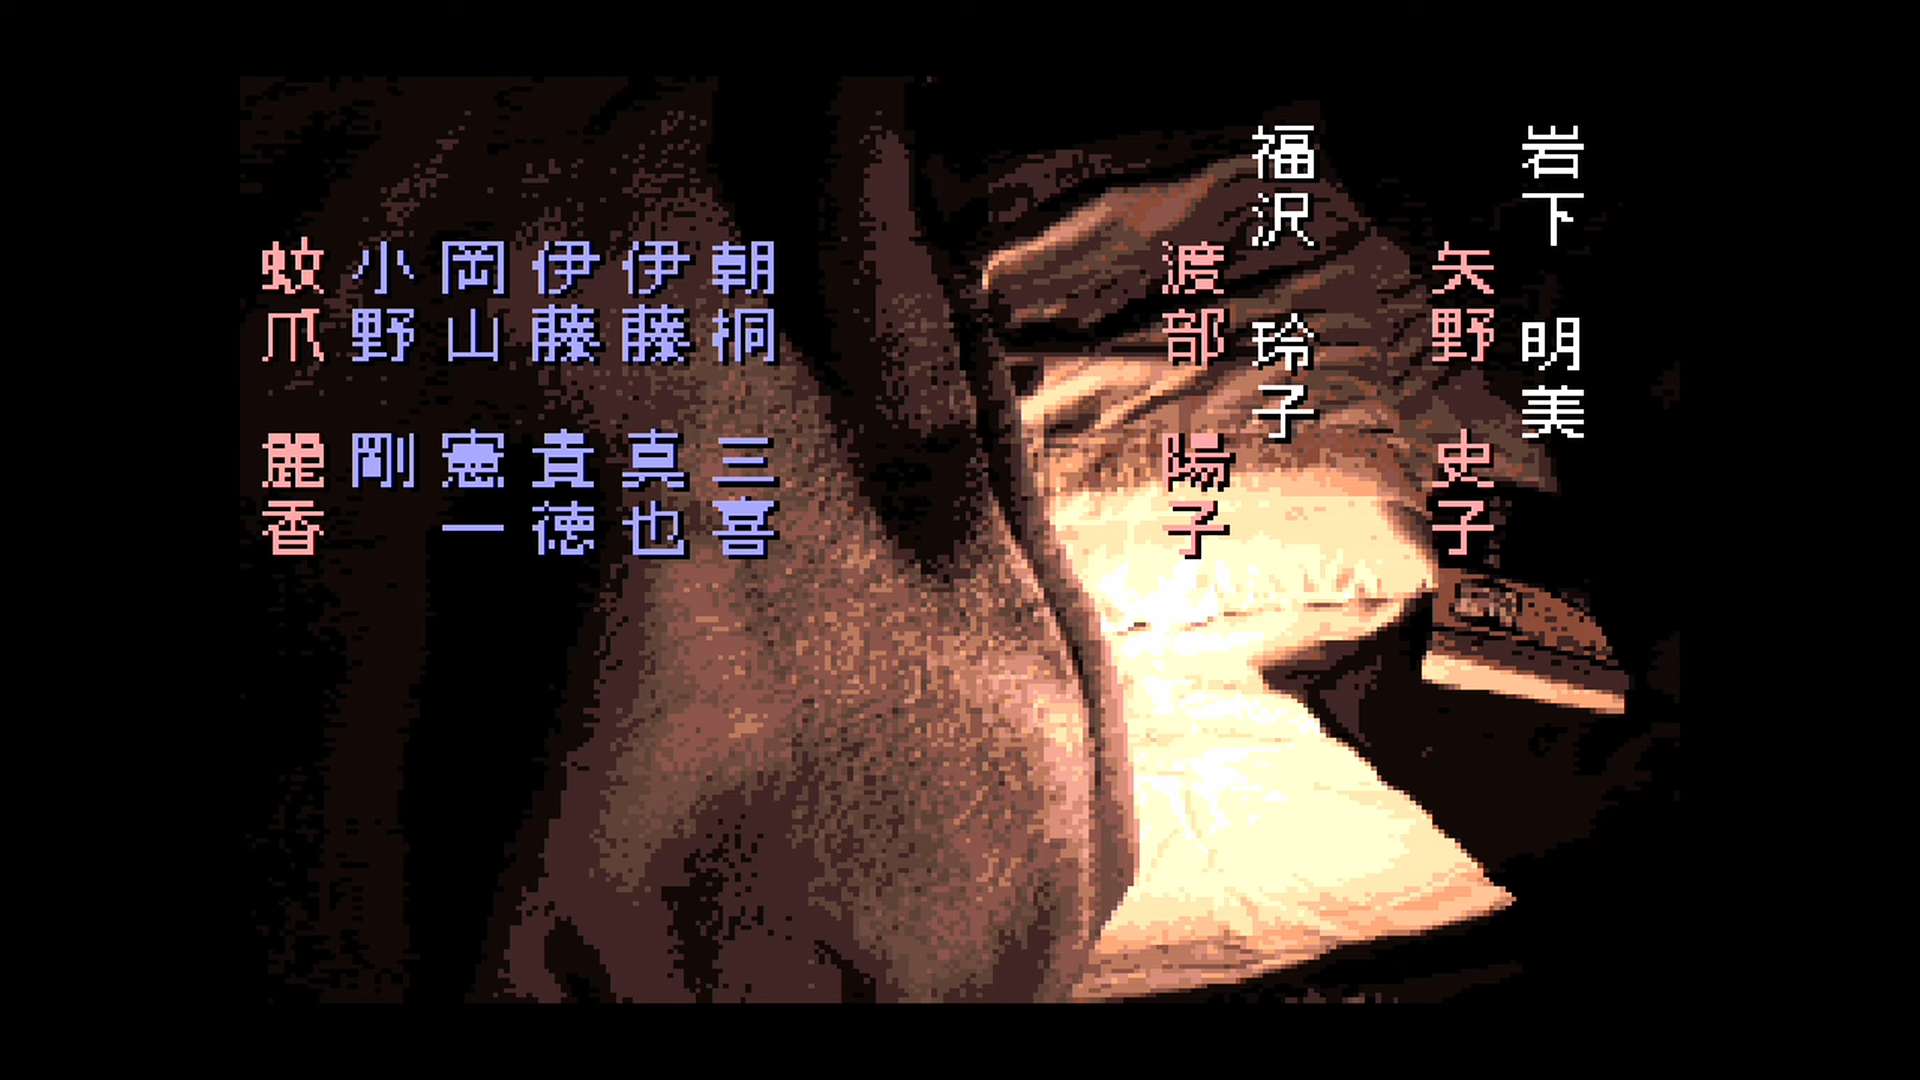 岩下 明美
矢野 史子
福沢 玲子
渡部 陽子
朝桐 三喜
伊藤 真也
伊藤 貴徳
岡山 憲一
小野 剛
蚊爪 麗香